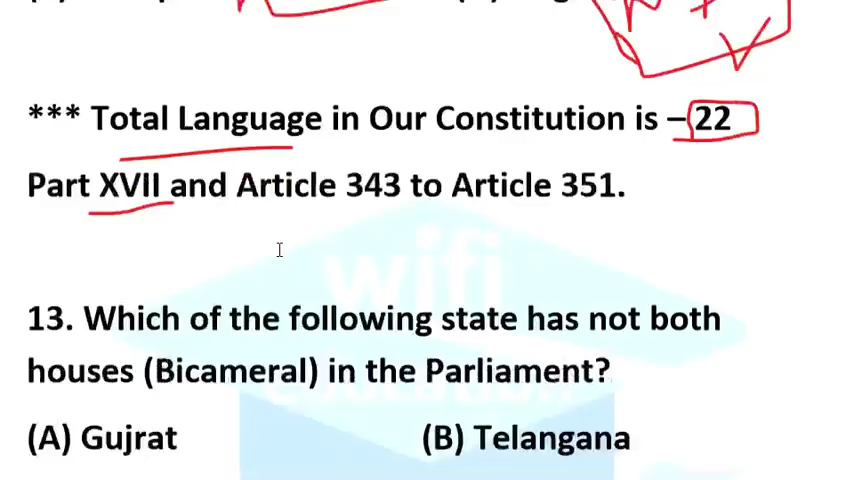 *** Total Language in Our Constitution is – 22
Part XVII and Article 343 to Article 351.
wifi
13. Which of the following state has not both
houses (Bicameral) in the Parliament?
(A) Gujrat (B) Telangana